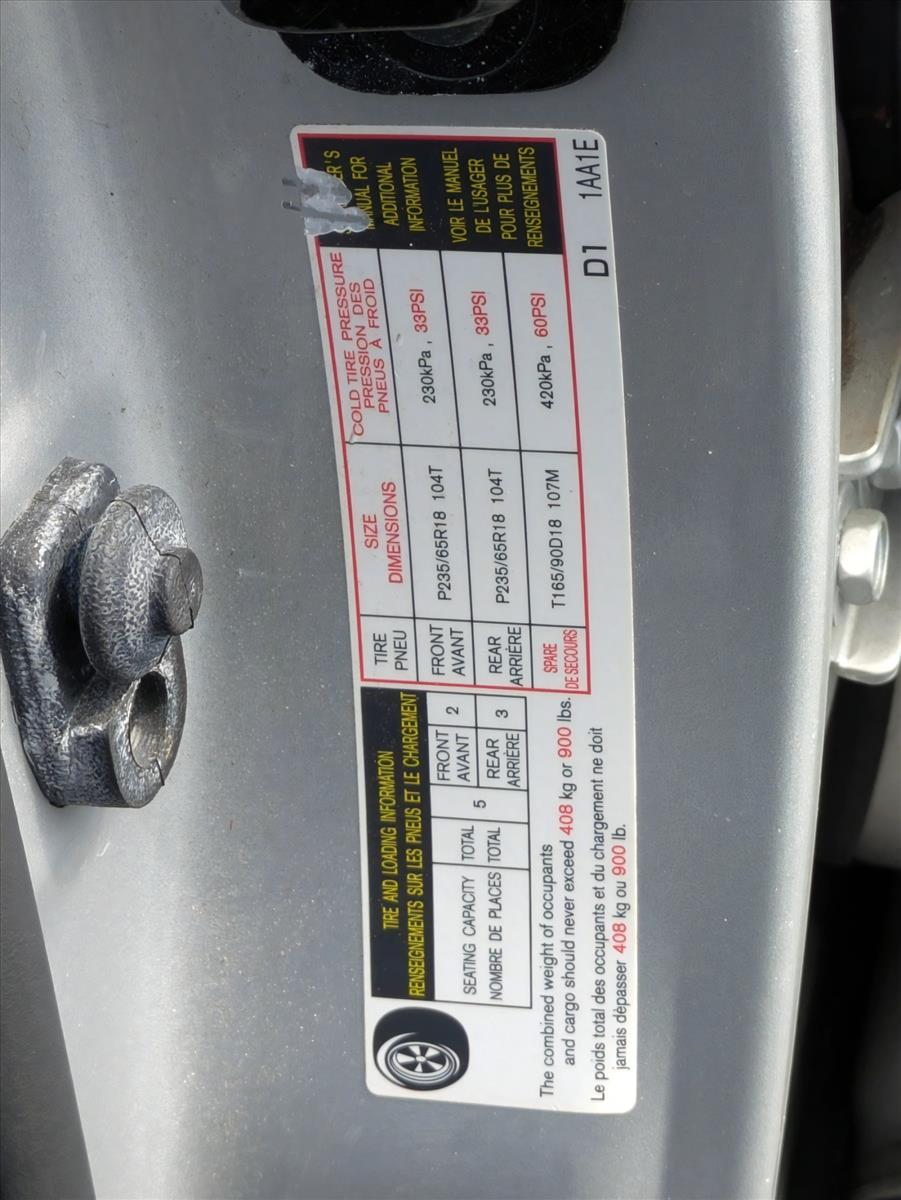 TIRE AND LOADING INFORMATION
RENSEIGNEMENTS SUR LES PNEUS ET LE CHARGEMENT
SEATING CAPACITY
NOMBRE DE PLACES
TOTAL
TOTAL
5
FRONT
AVANT
2
REAR
ARRIÈRE
3
The combined weight of occupants
and cargo should never exceed 408 kg or 900 lbs.
Le poids total des occupants et du chargement ne doit
jamais dépasser 408 kg ou 900 lb.
TIRE
PNEU
SIZE
DIMENSIONS
COLD TIRE PRESSURE
PRESSION DES
PNEUS À FROID
FRONT
AVANT
P235/65R18 104T
230kPa, 33PSI
REAR
ARRIÈRE
P235/65R18 104T
230kPa, 33PSI
SPARE
DE SECOURS
T165/90D18 107M
420kPa, 60PSI
FOR
ADDITIONAL
INFORMATION
VOIR LE MANUEL
DE L'USAGER
POUR PLUS DE
RENSEIGNEMENTS
D1 1AA1E